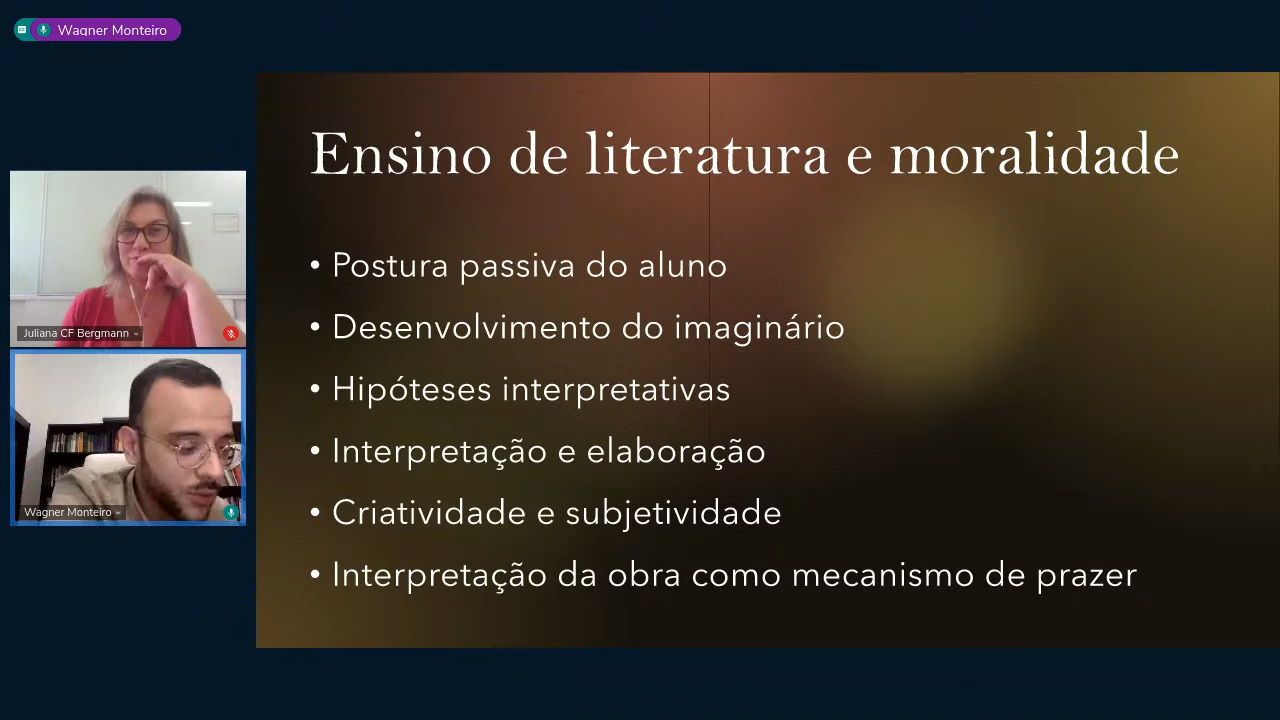 Wagner Monteiro
Ensino de literatura e moralidade
• Postura passiva do aluno
• Desenvolvimento do imaginário
• Hipóteses interpretativas
• Interpretação e elaboração
• Criatividade e subjetividade
• Interpretação da obra como mecanismo de prazer
Juliana CF Bergmann
Wagner Monteiro